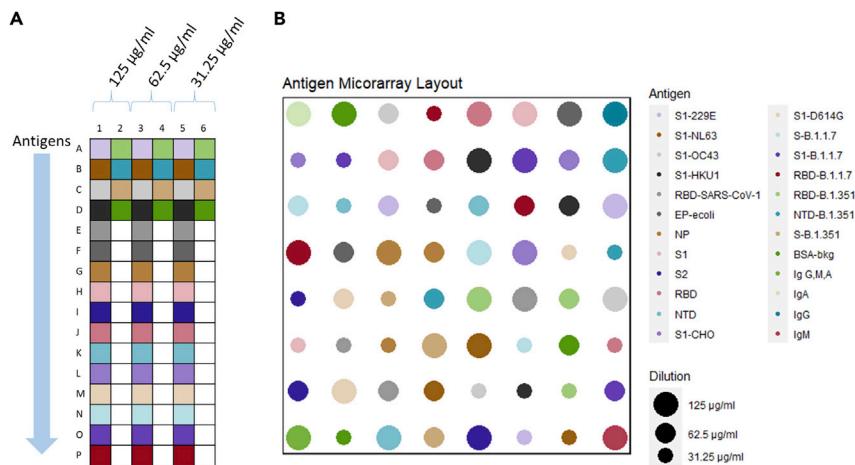 A
125 µg/ml
62.5 µg/ml
31.25 µg/ml
Antigens
1 2 3 4 5 6
A
B
C
D
E
F
G
H
I
J
K
L
M
N
O
P
B
Antigen Micorarray Layout
Antigen
S1-229E
S1-NL63
S1-OC43
S1-HKU1
RBD-SARS-CoV-1
EP-ecoli
NP
S1
S2
RBD
NTD
S1-CHO
S1-D614G
S-B.1.1.7
S1-B.1.1.7
RBD-B.1.1.7
RBD-B.1.351
NTD-B.1.351
S-B.1.351
BSA-bkg
Ig G,M,A
IgA
IgG
IgM
Dilution
125 µg/ml
62.5 µg/ml
31.25 µg/ml